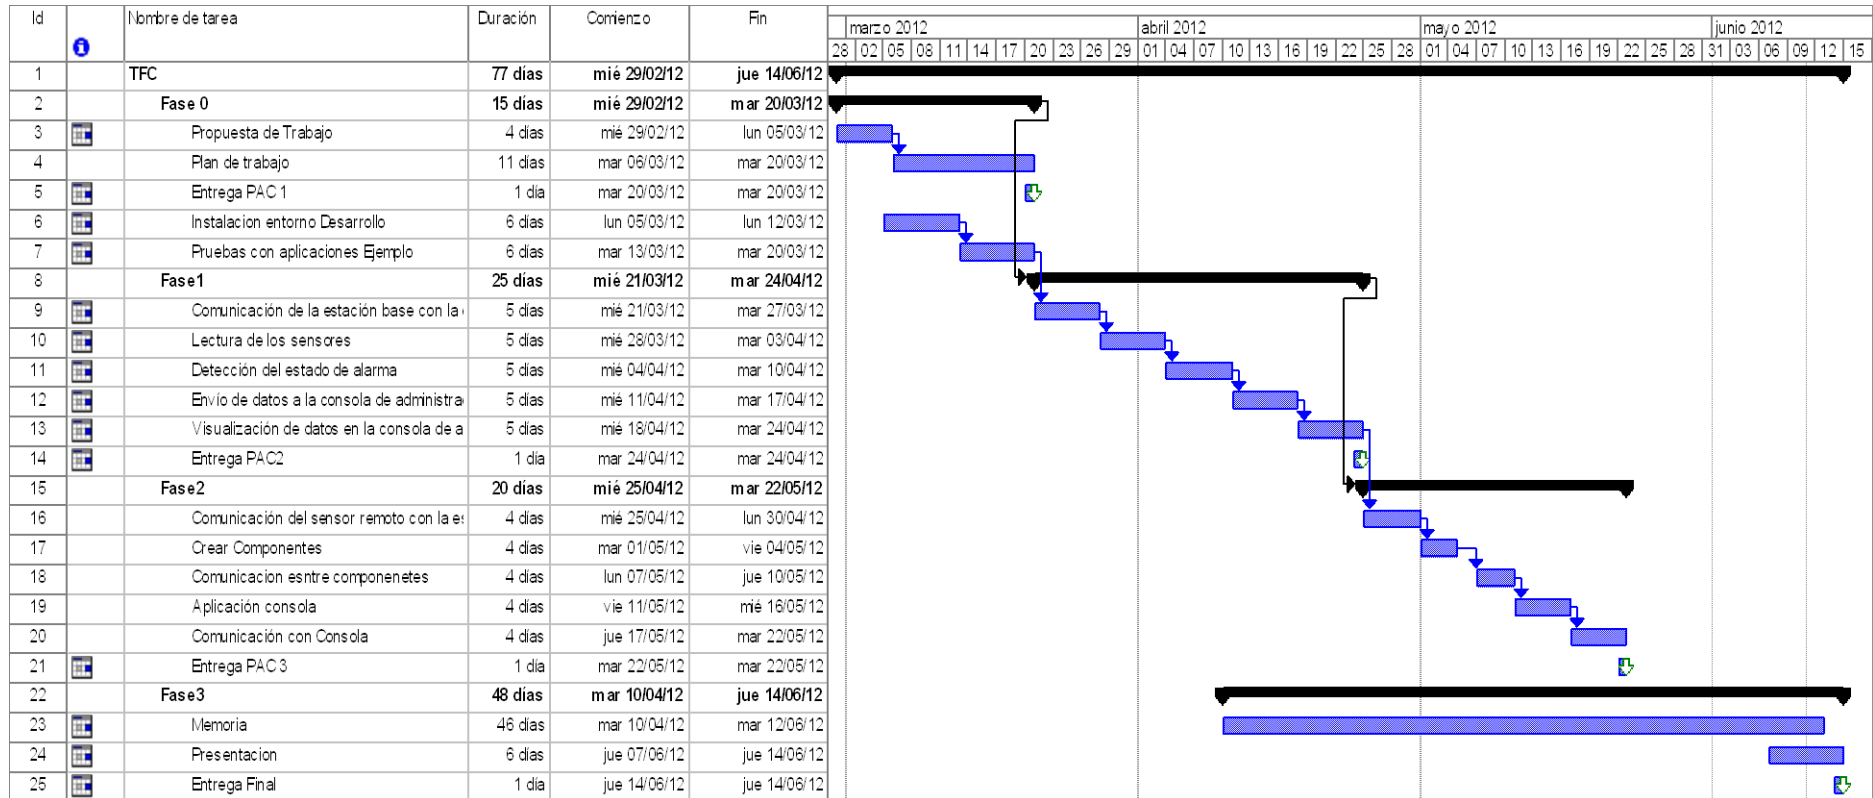 Id Nombre de tarea Duración Comienzo Fin
marzo 2012 abril 2012 mayo 2012 junio 2012
28 02 05 08 11 14 17 20 23 26 29 01 04 07 10 13 16 19 22 25 28 01 04 07 10 13 16 19 22 25 28 31 03 06 09 12 15
1 TFC 77 días mié 29/02/12 jue 14/06/12
2 Fase 0 15 días mié 29/02/12 mar 20/03/12
3 Propuesta de Trabajo 4 días mié 29/02/12 lun 05/03/12
4 Plan de trabajo 11 días mar 06/03/12 mar 20/03/12
5 Entrega PAC 1 1 día mar 20/03/12 mar 20/03/12
6 Instalacion entorno Desarrollo 6 días lun 05/03/12 lun 12/03/12
7 Pruebas con aplicaciones Ejemplo 6 días mar 13/03/12 mar 20/03/12
8 Fase1 25 días mié 21/03/12 mar 24/04/12
9 Comunicación de la estación base con la 5 días mié 21/03/12 mar 27/03/12
10 Lectura de los sensores 5 días mié 28/03/12 mar 03/04/12
11 Detección del estado de alarma 5 días mié 04/04/12 mar 10/04/12
12 Envío de datos a la consola de administra 5 días mié 11/04/12 mar 17/04/12
13 Visualización de datos en la consola de a 5 días mié 18/04/12 mar 24/04/12
14 Entrega PAC2 1 día mar 24/04/12 mar 24/04/12
15 Fase2 20 días mié 25/04/12 mar 22/05/12
16 Comunicación del sensor remoto con la es 4 días mié 25/04/12 lun 30/04/12
17 Crear Componentes 4 días mar 01/05/12 vie 04/05/12
18 Comunicacion esntre componenetes 4 días lun 07/05/12 jue 10/05/12
19 Aplicación consola 4 días vie 11/05/12 mié 16/05/12
20 Comunicación con Consola 4 días jue 17/05/12 mar 22/05/12
21 Entrega PAC 3 1 día mar 22/05/12 mar 22/05/12
22 Fase3 48 días mar 10/04/12 jue 14/06/12
23 Memoria 46 días mar 10/04/12 mar 12/06/12
24 Presentacion 6 días jue 07/06/12 jue 14/06/12
25 Entrega Final 1 día jue 14/06/12 jue 14/06/12